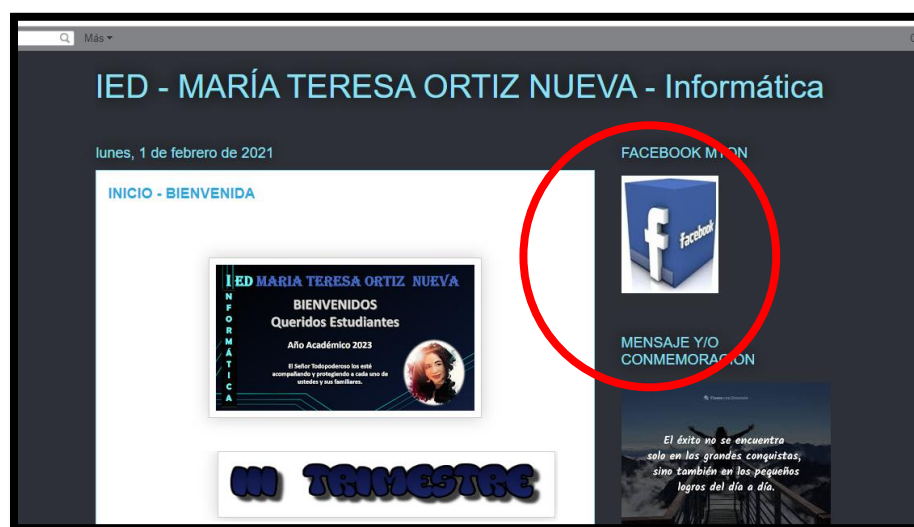 Más
IED - MARÍA TERESA ORTIZ NUEVA - Informática
lunes, 1 de febrero de 2021
INICIO - BIENVENIDA
IED MARIA TERESA ORTIZ NUEVA
INFORMÁTICA
BIENVENIDOS
Queridos Estudiantes
Año Académico 2023
El Señor Todopoderoso los esté
acompañando y protegiendo a cada uno de
ustedes y sus familiares.
III TRIMESTRE
FACEBOOK MTON
f facebook
MENSAJE Y/O
CONMEMORACIÓN
El éxito no se encuentra
solo en las grandes conquistas,
sino también en los pequeños
logros del día a día.